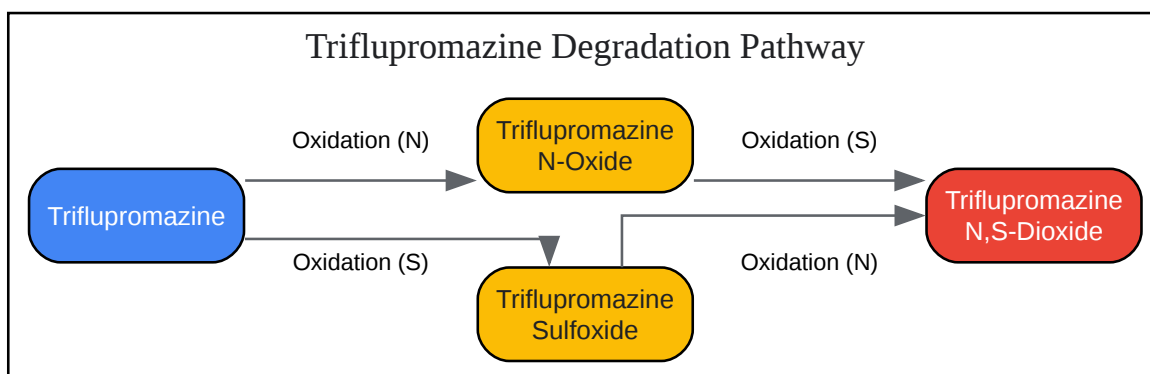 Triflupromazine Degradation Pathway
Oxidation (N)
Triflupromazine
N-Oxide
Oxidation (S)
Triflupromazine
Triflupromazine
N,S-Dioxide
Oxidation (S)
Triflupromazine
Sulfoxide
Oxidation (N)